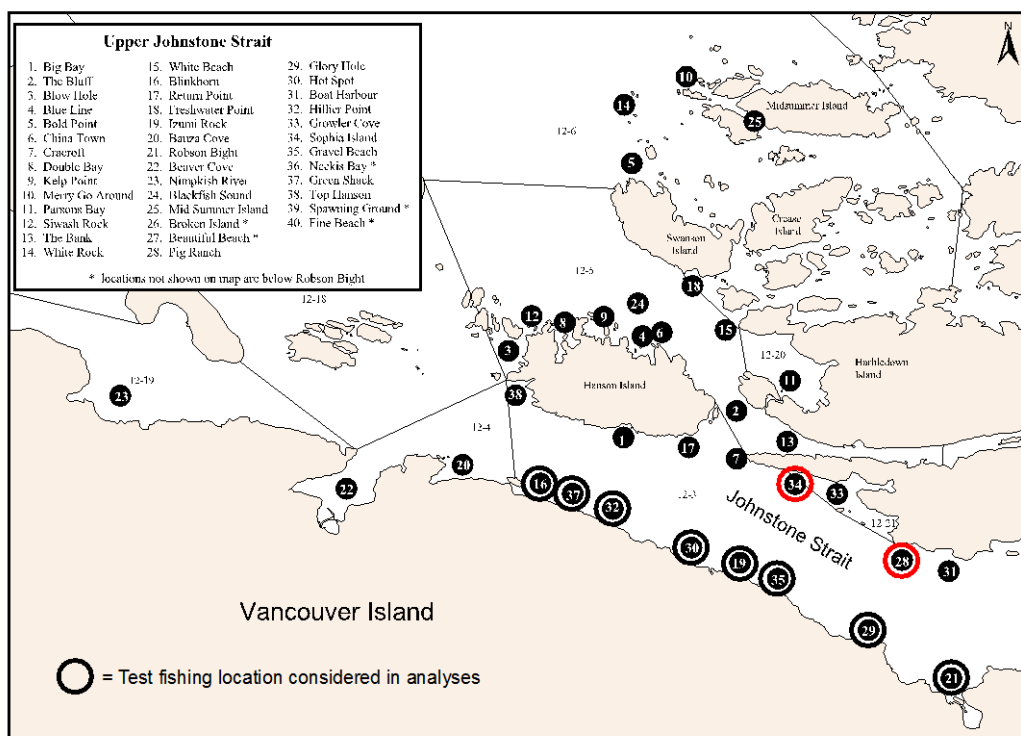 Upper Johnstone Strait
1. Big Bay
2. The Bluff
3. Blow Hole
4. Blue Line
5. Bold Point
6. China Town
7. Cracroft
8. Double Bay
9. Kelp Point
10. Merry Go Around
11. Parsons Bay
12. Siwash Rock
13. The Bank
14. White Rock
15. White Beach
16. Blinkhorn
17. Return Point
18. Freshwater Point
19. Izumi Rock
20. Bauza Cove
21. Robson Bight
22. Beaver Cove
23. Nimpkish River
24. Blackfish Sound
25. Mid Summer Island
26. Broken Island *
27. Beautiful Beach *
28. Pig Ranch
29. Glory Hole
30. Hot Spot
31. Boat Harbour
32. Hillier Point
33. Growler Cove
34. Sophia Island
35. Gravel Beach
36. Neckis Bay *
37. Green Shack
38. Top Hanson
39. Spawning Ground *
40. Fine Beach *
* locations not shown on map are below Robson Bight
N
10
14
Midsummer Island
25
12-6
5
Crease
Island
Swanson
Island
12-5
18
24
12-18
12
8
9
4
6
15
3
12-20
Harbledown
Island
11
12-19
23
Hanson Island
38
2
12-4
1
17
13
7
20
22
16
37
34
33
32
12-3
12-21
Johnstone Strait
30
19
28
31
35
Vancouver Island
29
21
= Test fishing location considered in analyses